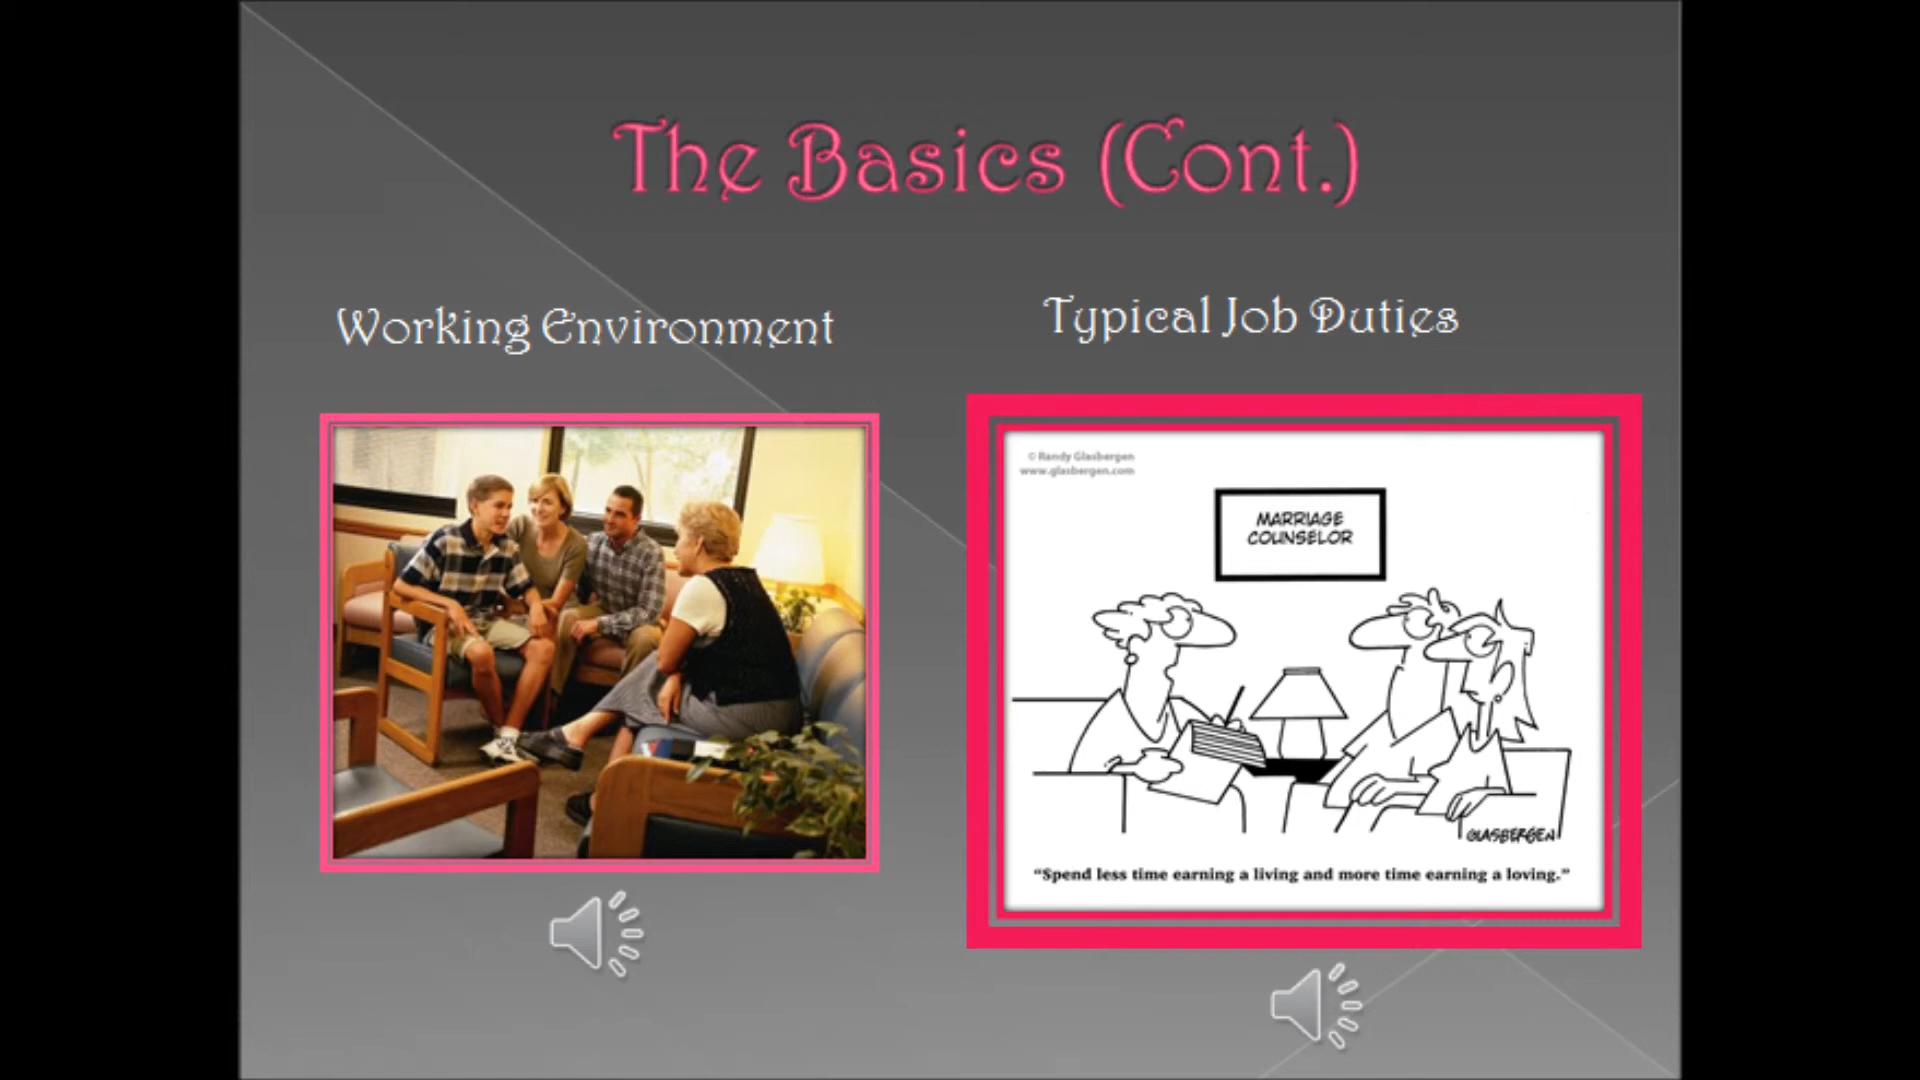 The Basics (Cont.)
Working Environment
Typical Job Duties
© Randy Glasbergen
www.glasbergen.com
MARRIAGE
COUNSELOR
GLASBERGEN
"Spend less time earning a living and more time earning a loving."